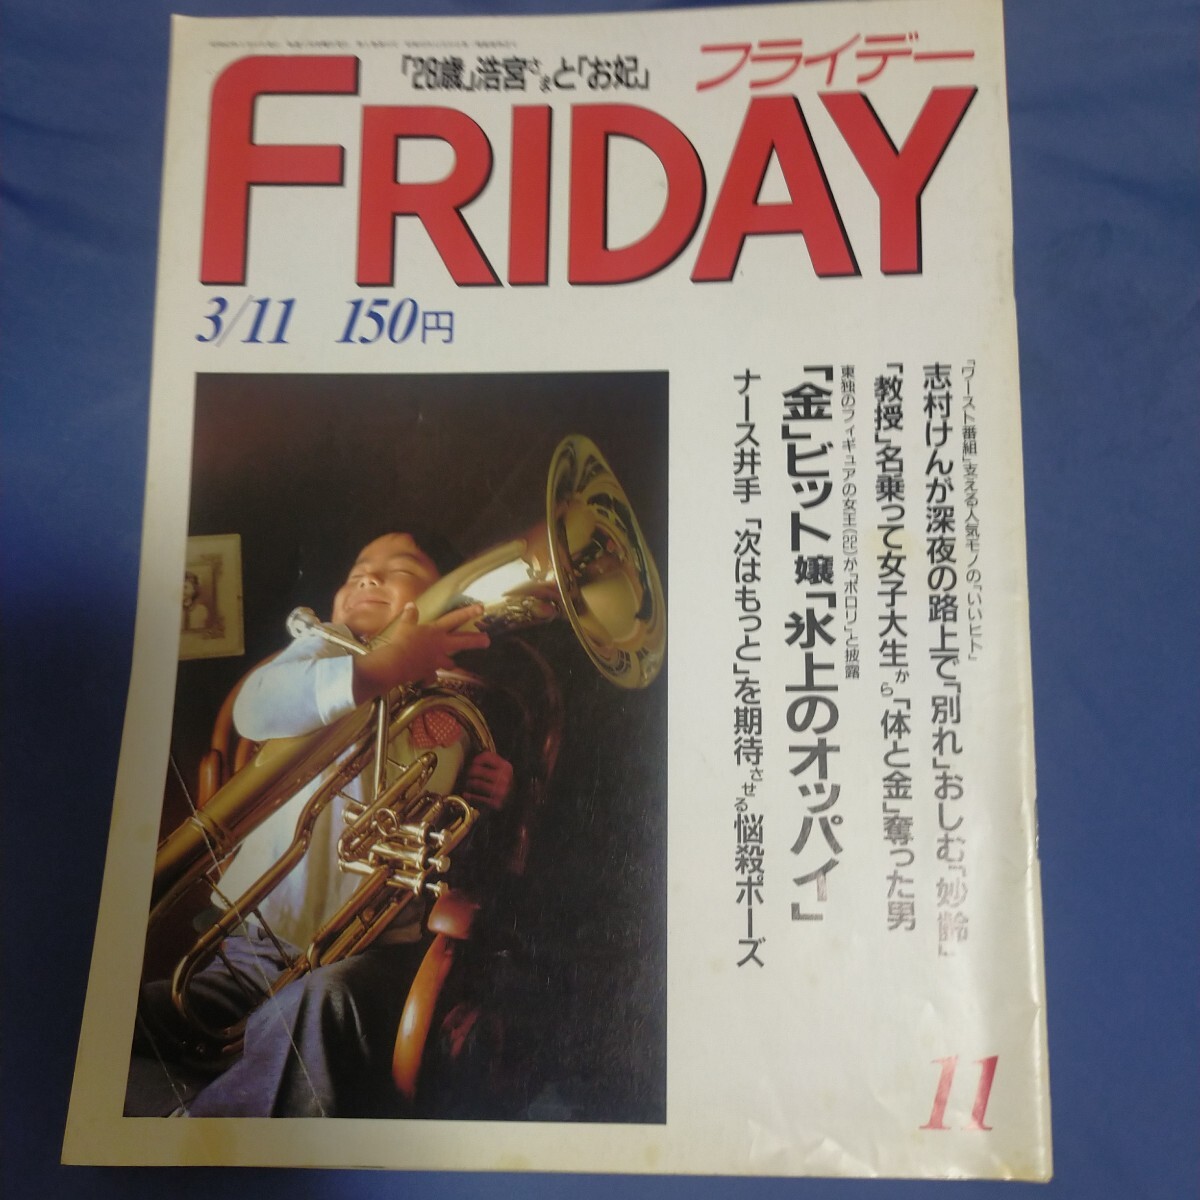 「28歳」浩宮さまと「お妃」
フライデー
FRIDAY
3/11 150円
「ワースト番組」支える人気モノの「いいヒト」
志村けんが深夜の路上で「別れ」おしむ「妙齢」
「教授」名乗って女子大生から「体と金」奪った男
東独のフィギュアの女王(22)が「ポロリ」と披露
「金」ビット嬢「氷上のオッパイ」
ナース井手「次はもっと」を期待させる悩殺ポーズ
11